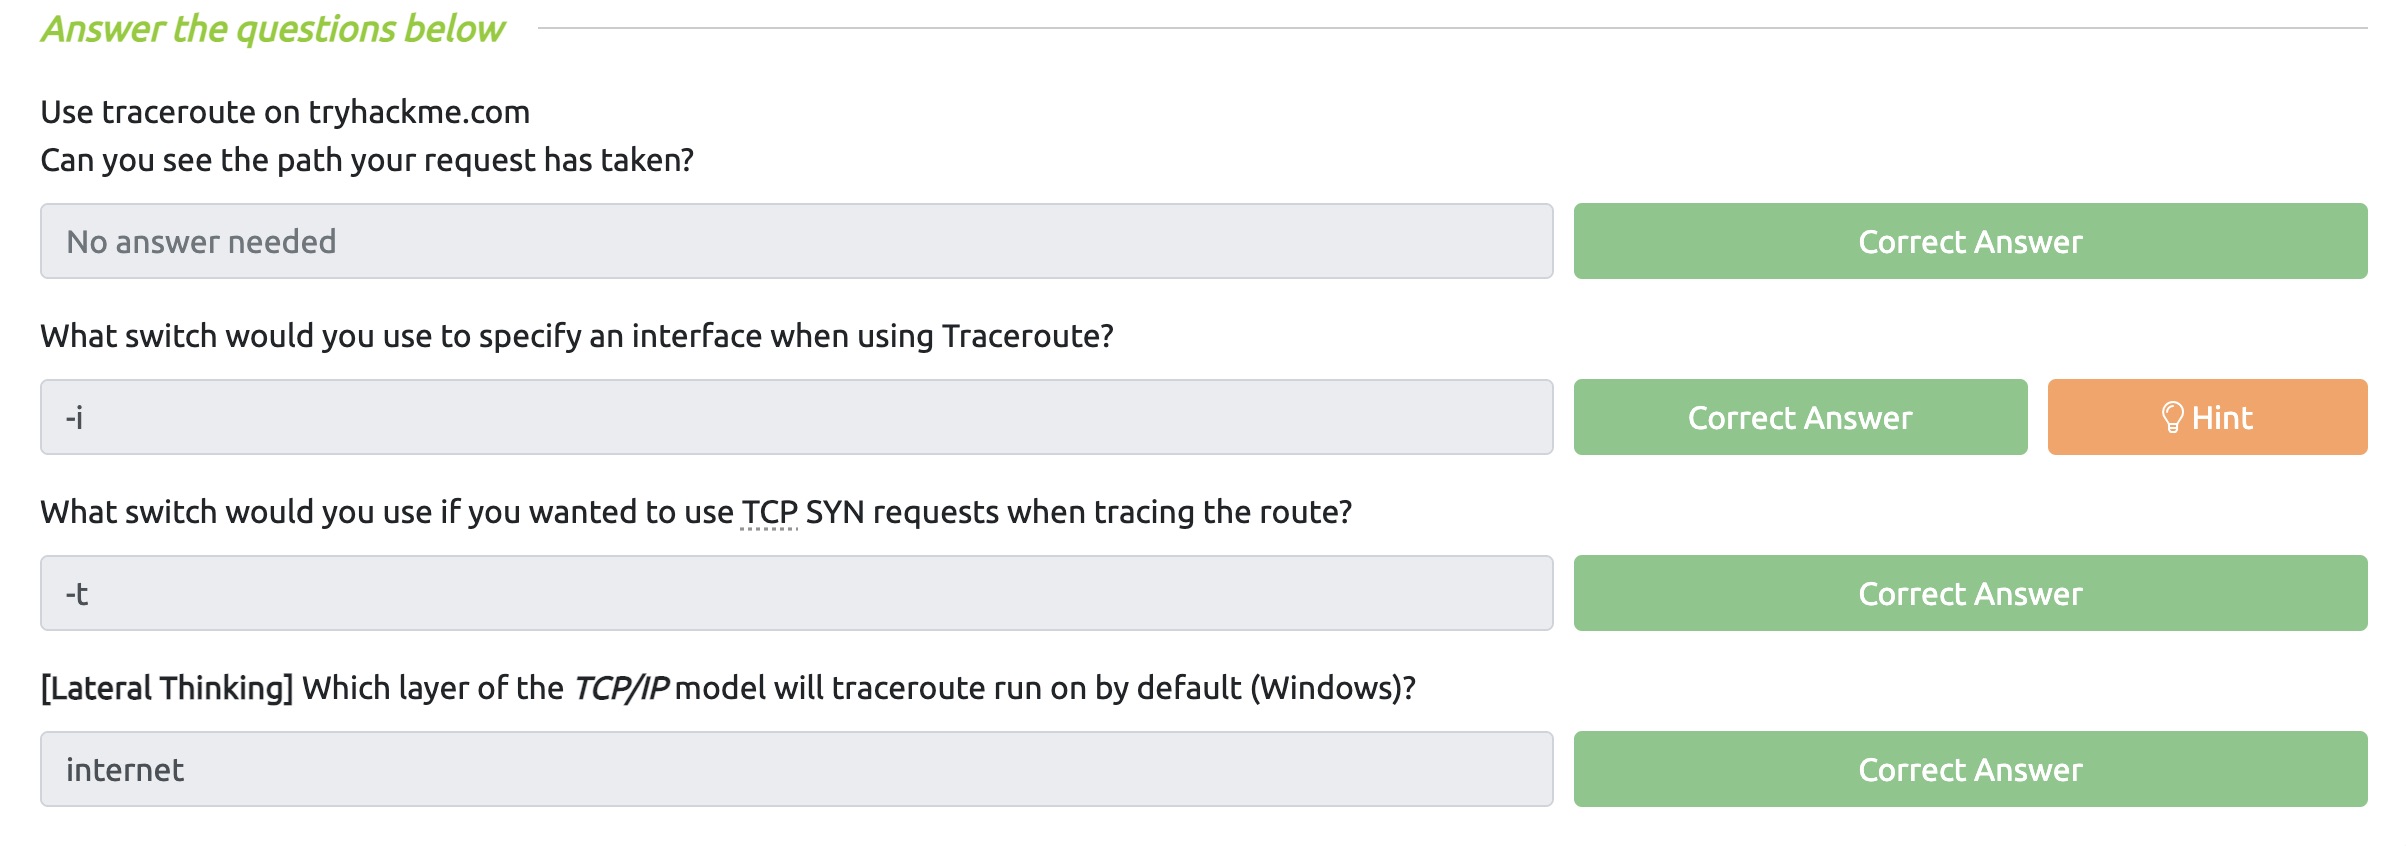 Answer the questions below
Use traceroute on tryhackme.com
Can you see the path your request has taken?
No answer needed
Correct Answer
What switch would you use to specify an interface when using Traceroute?
-i
Correct Answer
Hint
What switch would you use if you wanted to use TCP SYN requests when tracing the route?
-t
Correct Answer
[Lateral Thinking] Which layer of the TCP/IP model will traceroute run on by default (Windows)?
internet
Correct Answer